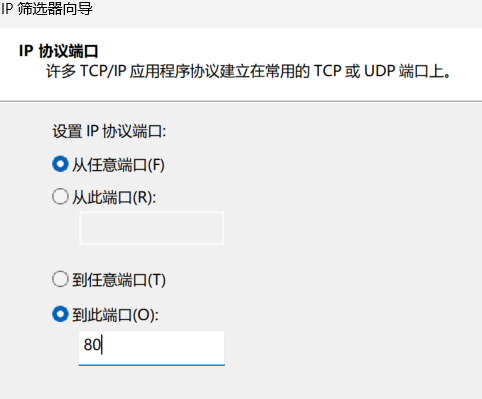 IP 筛选器向导
IP 协议端口
许多 TCP/IP 应用程序协议建立在常用的 TCP 或 UDP 端口上。
设置 IP 协议端口:
从任意端口(F)
从此端口(R):
到任意端口(T)
到此端口(O):
80